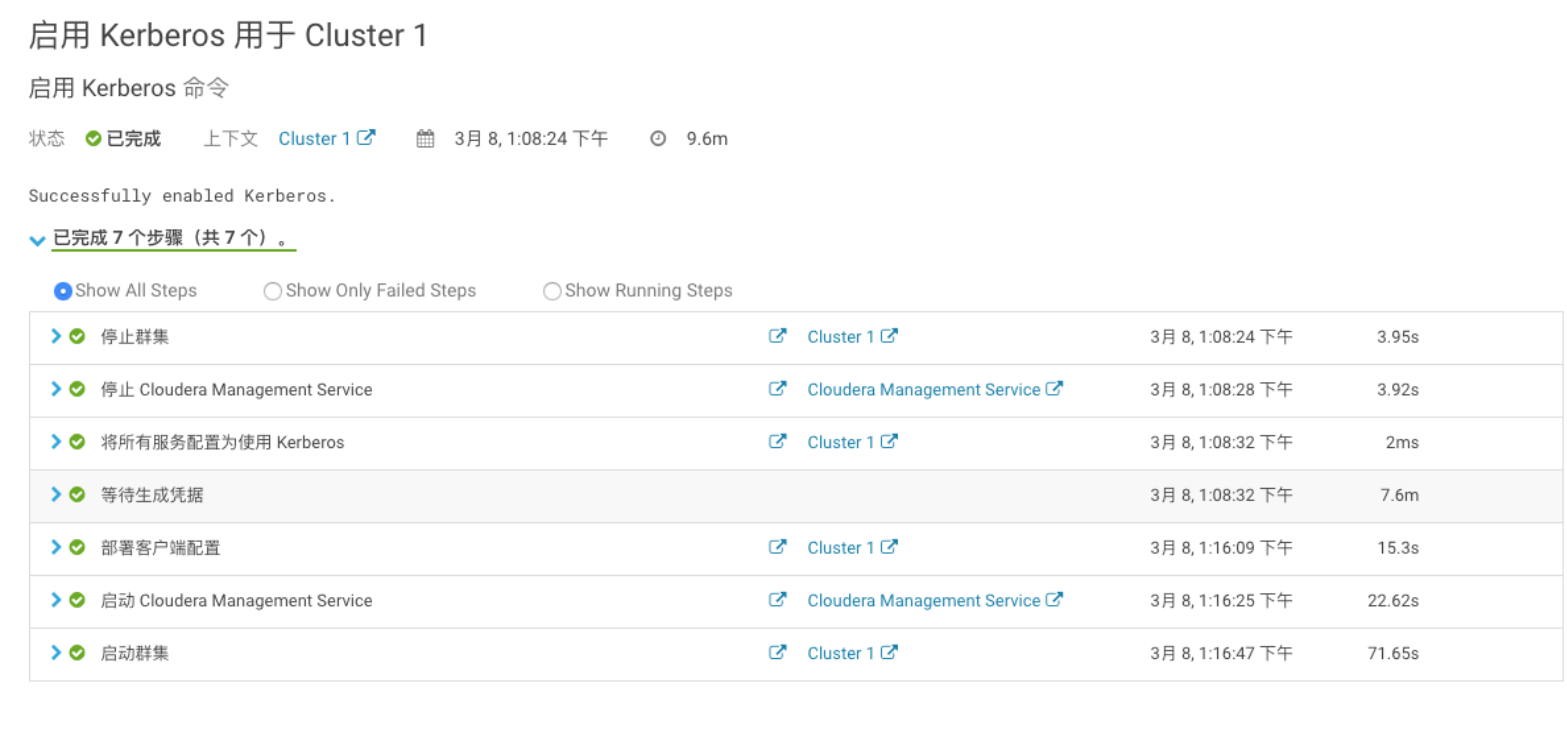 启用 Kerberos 用于 Cluster 1
启用 Kerberos 命令
状态 已完成 上下文 Cluster 1 3月 8, 1:08:24 下午 9.6m
Successfully enabled Kerberos.
已完成 7 个步骤（共 7 个）。
Show All Steps Show Only Failed Steps Show Running Steps
停止群集 Cluster 1 3月 8, 1:08:24 下午 3.95s
停止 Cloudera Management Service Cloudera Management Service 3月 8, 1:08:28 下午 3.92s
将所有服务配置为使用 Kerberos Cluster 1 3月 8, 1:08:32 下午 2ms
等待生成凭据 3月 8, 1:08:32 下午 7.6m
部署客户端配置 Cluster 1 3月 8, 1:16:09 下午 15.3s
启动 Cloudera Management Service Cloudera Management Service 3月 8, 1:16:25 下午 22.62s
启动群集 Cluster 1 3月 8, 1:16:47 下午 71.65s